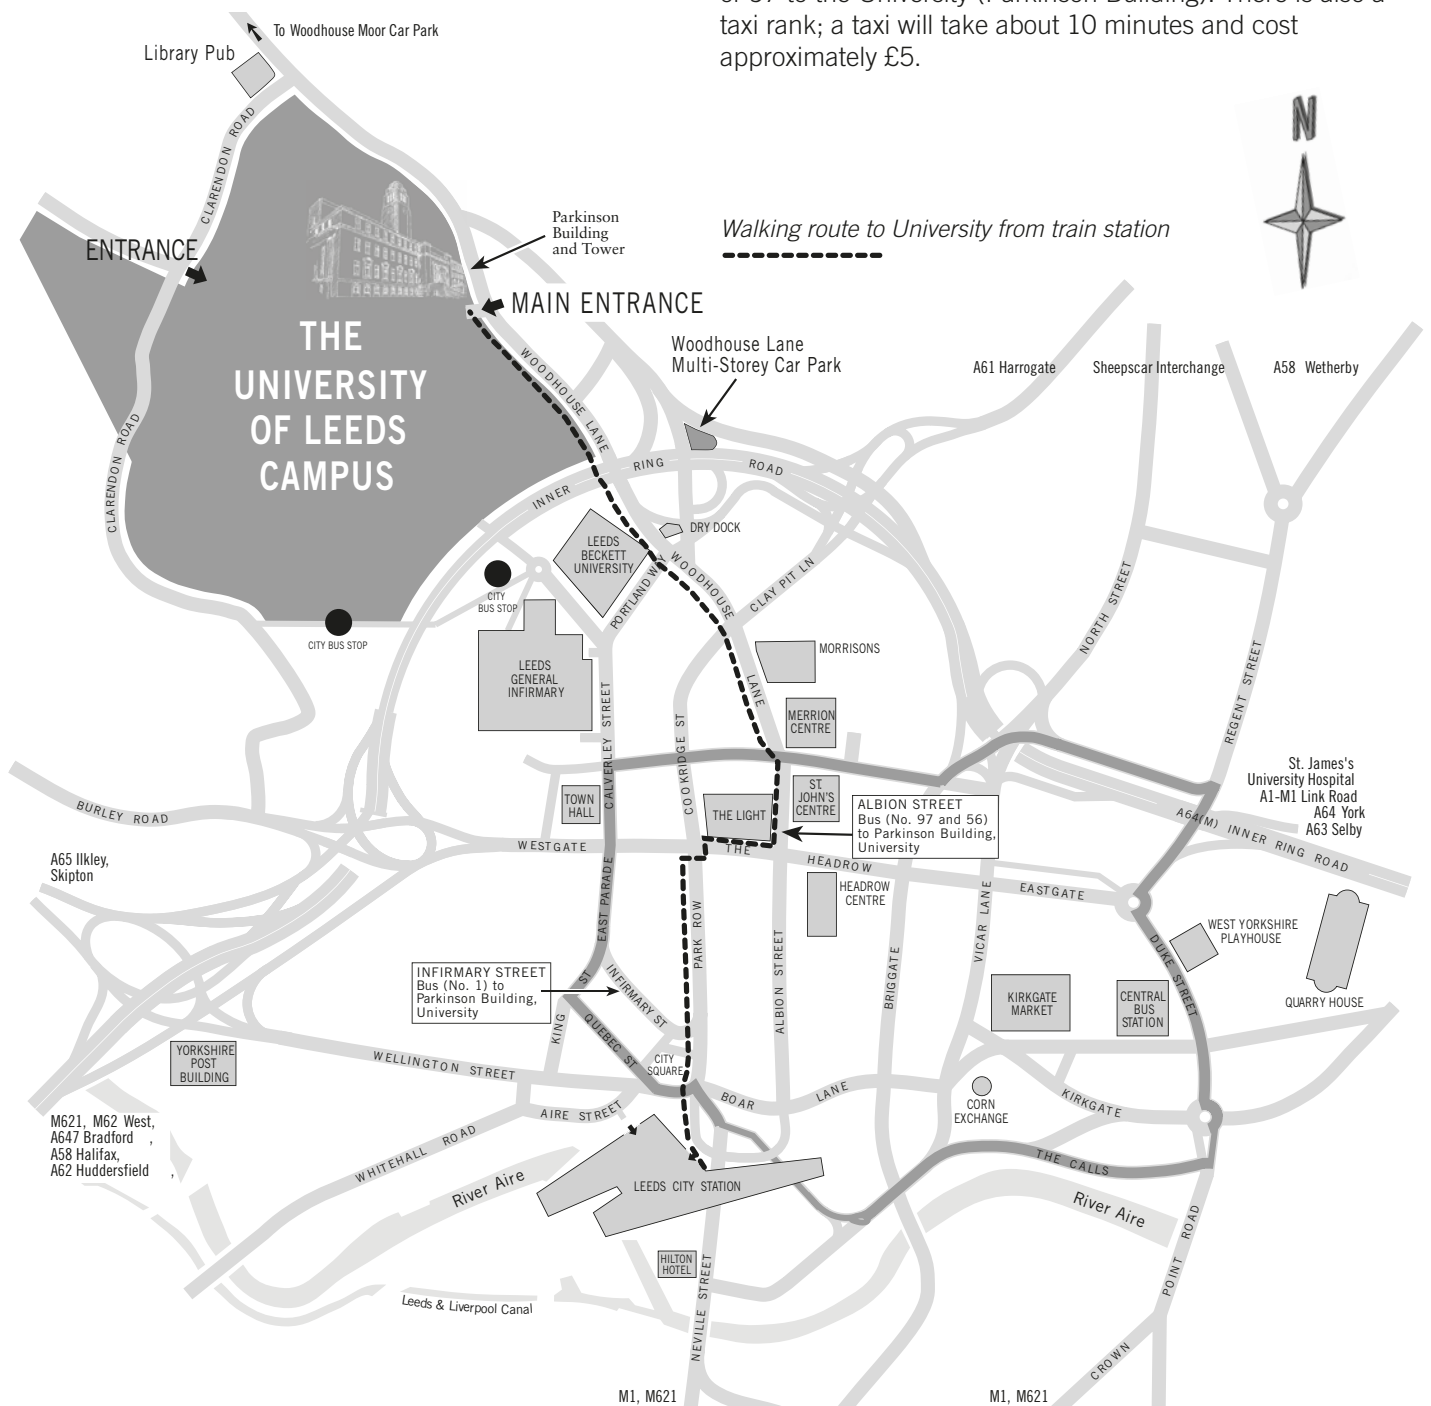 taxi rank; a taxi will take about 10 minutes and cost
approximately £5.
To Woodhouse Moor Car Park
Library Pub
N
CLARENDON ROAD
Parkinson
Building
and Tower
Walking route to University from train station
ENTRANCE
MAIN ENTRANCE
THE
UNIVERSITY
OF LEEDS
CAMPUS
Woodhouse Lane
Multi-Storey Car Park
A61 Harrogate
Sheepscar Interchange
A58 Wetherby
WOODHOUSE LANE
CLARENDON ROAD
INNER RING ROAD
DRY DOCK
LEEDS
BECKETT
UNIVERSITY
WOODHOUSE LANE
PORTLAND WY
CLAY PIT LN
NORTH STREET
REGENT STREET
CITY
BUS STOP
CITY BUS STOP
LEEDS
GENERAL
INFIRMARY
MORRISONS
MERRION
CENTRE
CALVERLEY STREET
COOKRIDGE ST
St. James's
University Hospital
A1-M1 Link Road
A64 York
A63 Selby
A64(M) INNER RING ROAD
BURLEY ROAD
TOWN
HALL
THE LIGHT
ST.
JOHN'S
CENTRE
ALBION STREET
Bus (No. 97 and 56)
to Parkinson Building,
University
WESTGATE
THE HEADROW
EASTGATE
A65 Ilkley,
Skipton
HEADROW
CENTRE
EAST PARADE
PARK ROW
ALBION STREET
BRIGGATE
VICAR LANE
DUKE STREET
WEST YORKSHIRE
PLAYHOUSE
QUARRY HOUSE
INFIRMARY STREET
Bus (No. 1) to
Parkinson Building,
University
INFIRMARY ST
KING ST
QUEBEC ST
KIRKGATE
MARKET
CENTRAL
BUS
STATION
YORKSHIRE
POST
BUILDING
WELLINGTON STREET
CITY
SQUARE
BOAR LANE
CORN
EXCHANGE
KIRKGATE
AIRE STREET
WHITEHALL ROAD
M621, M62 West,
A647 Bradford ,
A58 Halifax,
A62 Huddersfield ,
THE CALLS
River Aire
LEEDS CITY STATION
River Aire
HILTON
HOTEL
NEVILLE STREET
Leeds & Liverpool Canal
CROWN POINT ROAD
M1, M621
M1, M621